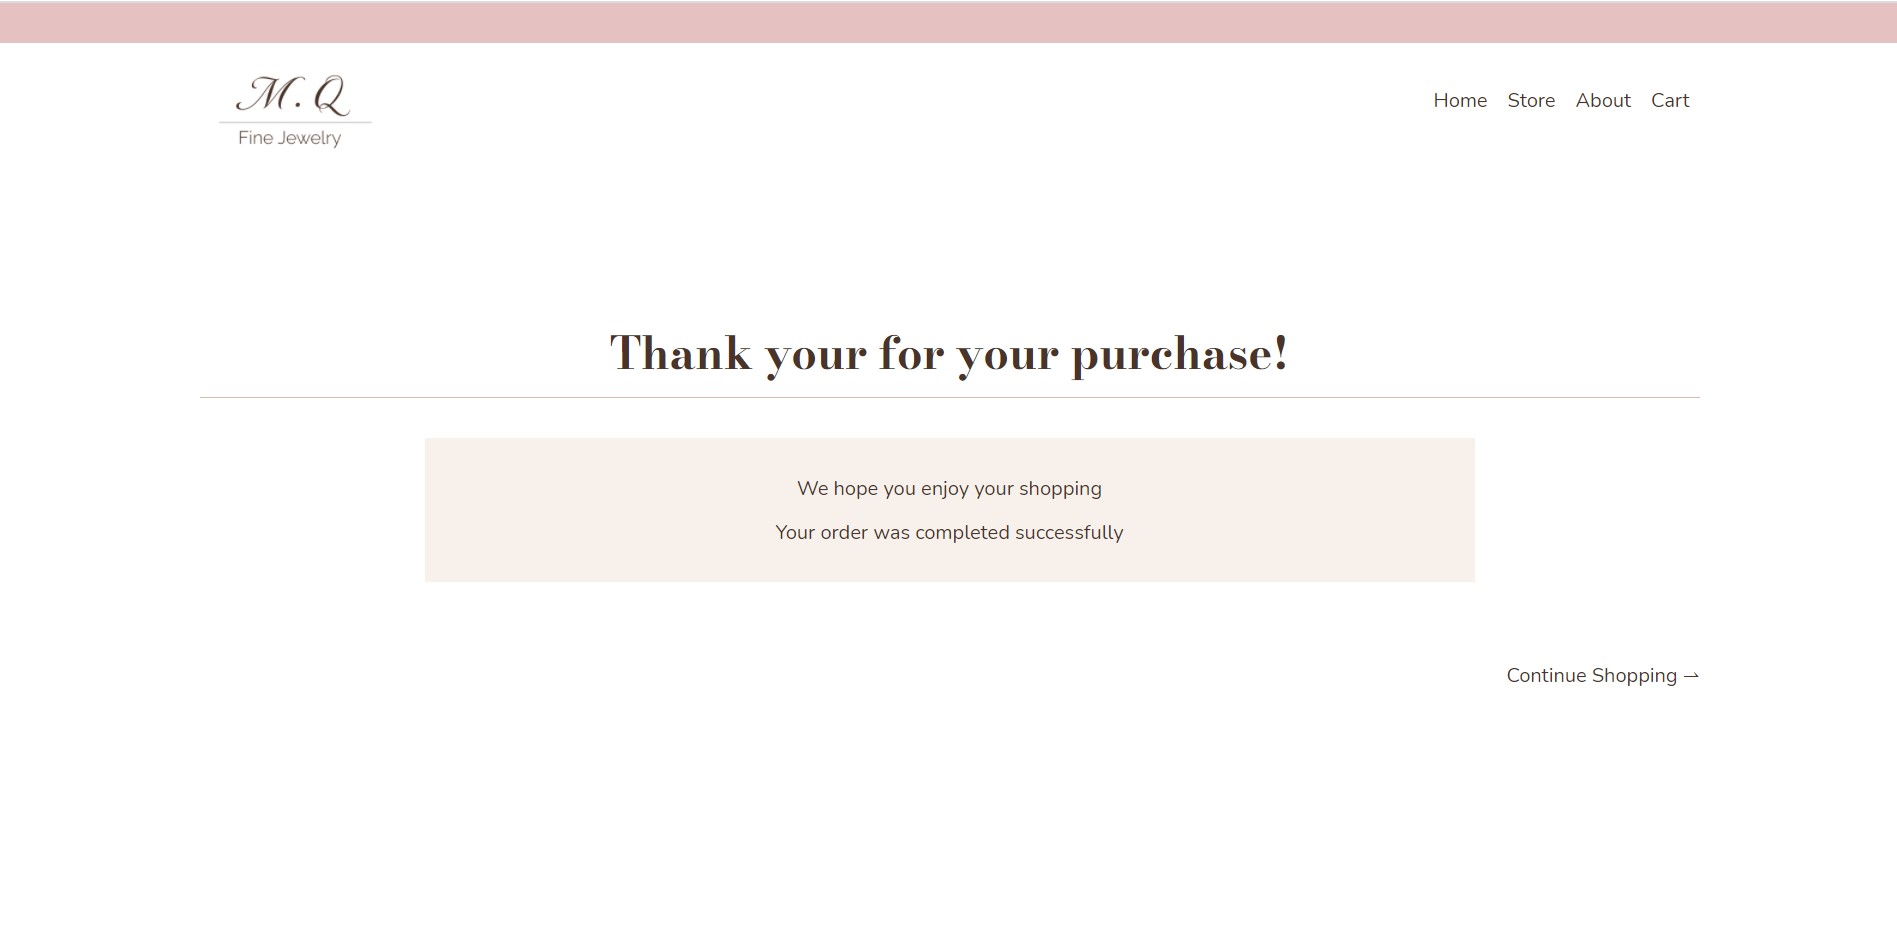 M. Q
Fine Jewelry
Home Store About Cart
Thank your for your purchase!
We hope you enjoy your shopping
Your order was completed successfully
Continue Shopping ⇀